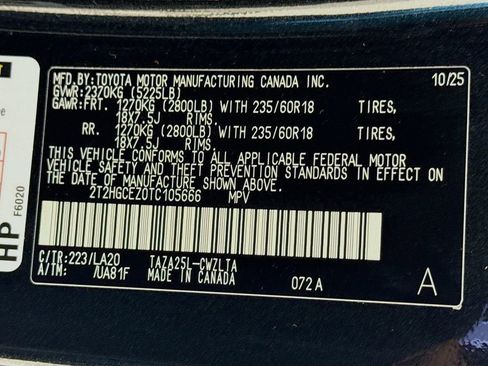 MFD.BY:TOYOTA MOTOR MANUFACTURING CANADA INC. 10/25
GVWR:2370KG (5225LB)
GAWR:FRT. 1270KG (2800LB) WITH 235/60R18 TIRES,
18X7.5J RIMS.
RR. 1270KG (2800LB) WITH 235/60R18 TIRES,
18X7.5J RIMS.
THIS VEHICLE CONFORMS TO ALL APPLICABLE FEDERAL MOTOR
VEHICLE SAFETY AND THEFT PREVENTION STANDARDS IN EFFECT ON
THE DATE OF MANUFACTURE SHOWN ABOVE.
2T2HGCEZ0TC105666 MPV
C/TR:223/LA20 TAZA25L-CWZLTA
A/TM: /UA81F MADE IN CANADA 072A A
HP
F6020